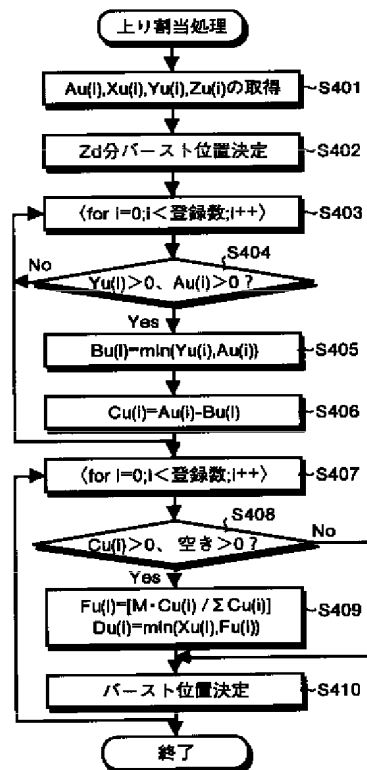 上り割当処理
Au(i),Xu(i),Yu(i),Zu(i)の取得
S401
Zd分バースト位置決定
S402
〈for i=0;i＜登録数;i++〉
S403
S404
No
Yu(i)＞0、Au(i)＞0？
Yes
Bu(i)=min(Yu(i),Au(i))
S405
Cu(i)=Au(i)-Bu(i)
S406
〈for i=0;i＜登録数;i++〉
S407
S408
No
Cu(i)＞0、空き＞0？
Yes
Fu(i)=[M・Cu(i) / ΣCu(i)]
Du(i)=min(Xu(i),Fu(i))
S409
バースト位置決定
S410
終了